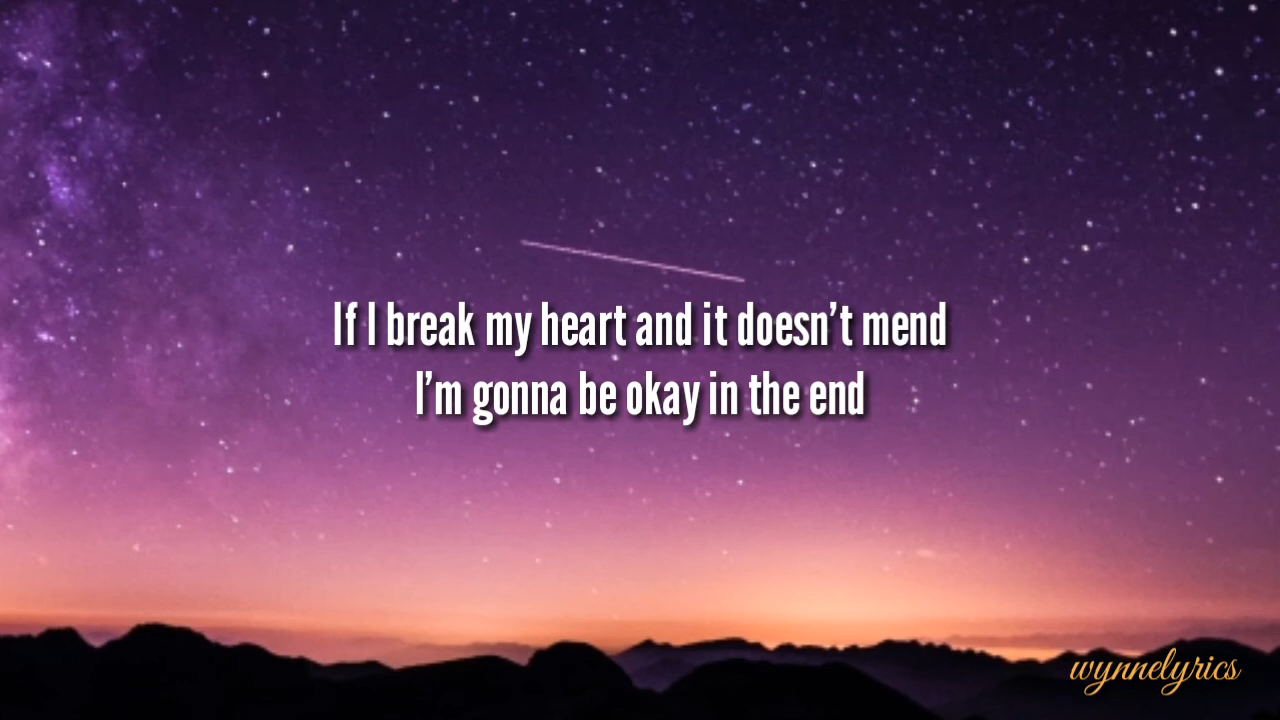 If I break my heart and it doesn't mend
I'm gonna be okay in the end
wynnelyrics